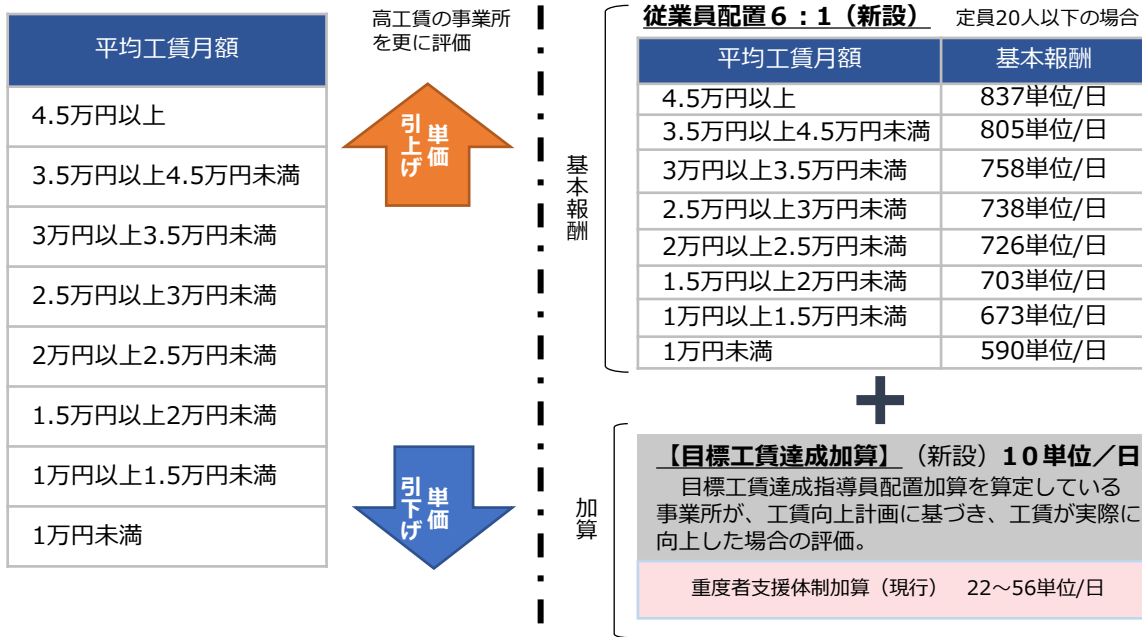 平均工賃月額
4.5万円以上
3.5万円以上4.5万円未満
3万円以上3.5万円未満
2.5万円以上3万円未満
2万円以上2.5万円未満
1.5万円以上2万円未満
1万円以上1.5万円未満
1万円未満
高工賃の事業所
を更に評価
単価
引上げ
単価
引下げ
基本報酬
従業員配置6:1(新設) 定員20人以下の場合
平均工賃月額 基本報酬
4.5万円以上 837単位/日
3.5万円以上4.5万円未満 805単位/日
3万円以上3.5万円未満 758単位/日
2.5万円以上3万円未満 738単位/日
2万円以上2.5万円未満 726単位/日
1.5万円以上2万円未満 703単位/日
1万円以上1.5万円未満 673単位/日
1万円未満 590単位/日
加算
【目標工賃達成加算】(新設)10単位/日
目標工賃達成指導員配置加算を算定している
事業所が、工賃向上計画に基づき、工賃が実際に
向上した場合の評価。
重度者支援体制加算(現行) 22~56単位/日